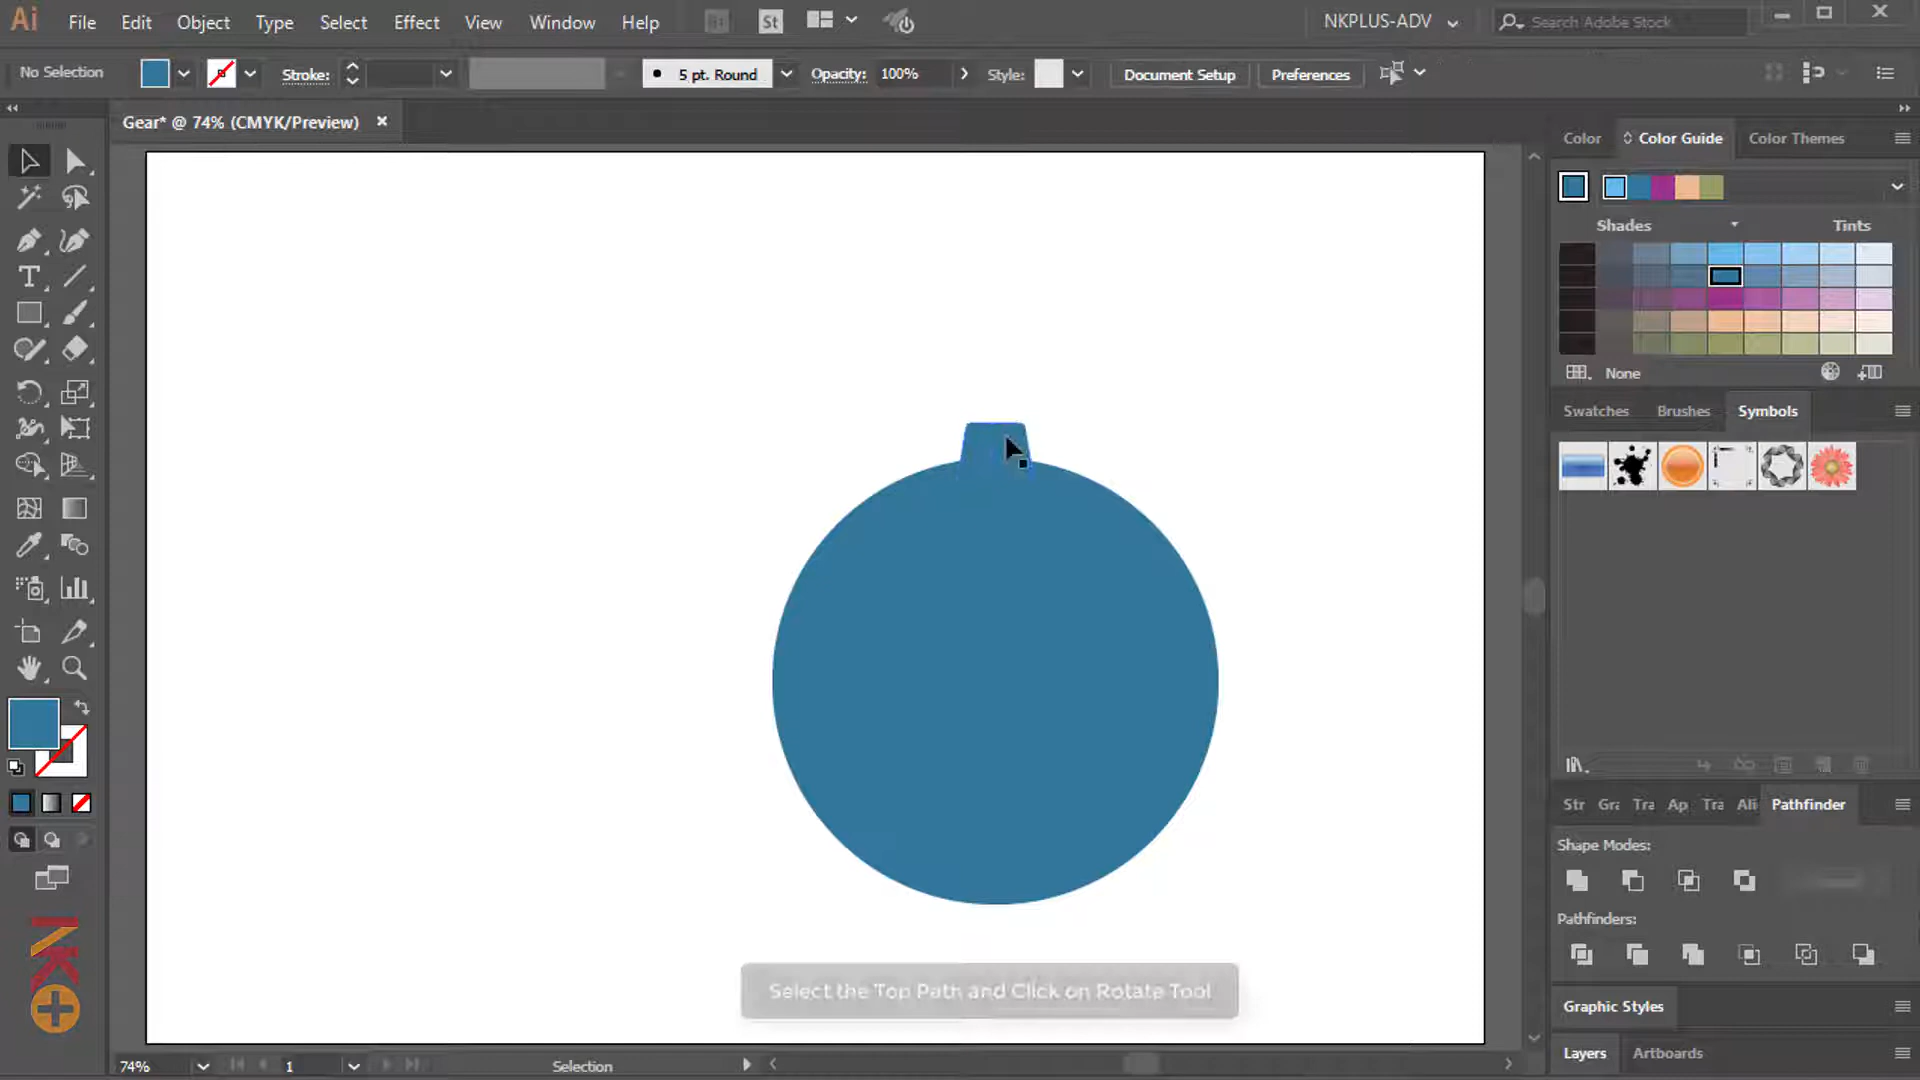 Ai File Edit Object Type Select Effect View Window Help Br St NKPLUS-ADV Search Adobe Stock
No Selection Stroke: 5 pt. Round Opacity: 100% Style: Document Setup Preferences
Gear* @ 74% (CMYK/Preview)
Color Color Guide Color Themes
Shades Tints
None
Swatches Brushes Symbols
Str Gra Tra Ap Tra Ali Pathfinder
Shape Modes:
Pathfinders:
NK+
Select the Top Path and Click on Rotate Tool
Graphic Styles
Layers Artboards
74% 1 Selection